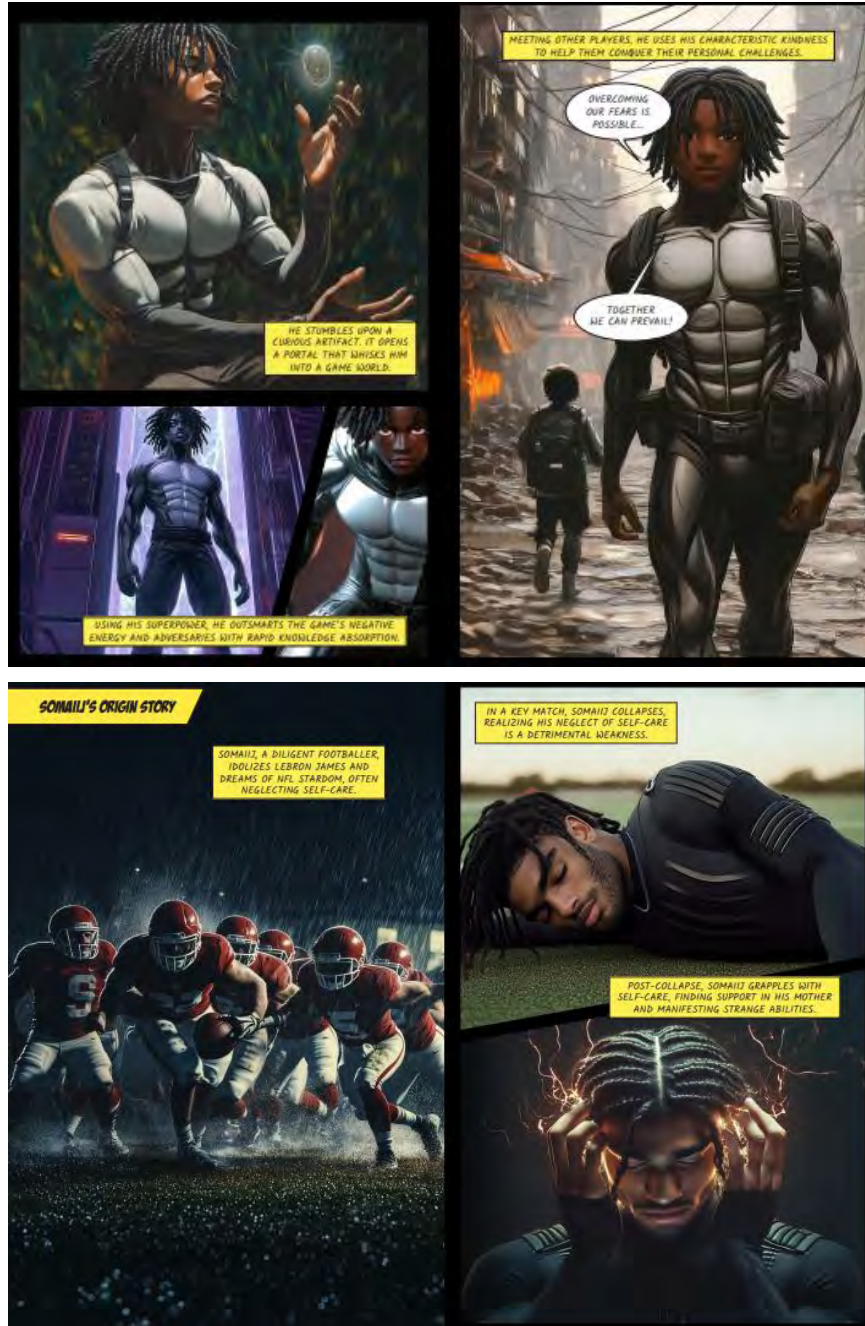 HE STUMBLES UPON A
CURIOUS ARTIFACT. IT OPENS
A PORTAL THAT WHISKS HIM
INTO A GAME WORLD.
USING HIS SUPERPOWER, HE OUTSMARTS THE GAME'S NEGATIVE
ENERGY AND ADVERSARIES WITH RAPID KNOWLEDGE ABSORPTION.
MEETING OTHER PLAYERS, HE USES HIS CHARACTERISTIC KINDNESS
TO HELP THEM CONQUER THEIR PERSONAL CHALLENGES.
OVERCOMING
OUR FEARS IS
POSSIBLE...
TOGETHER
WE CAN PREVAIL!
SOMAIIJ'S ORIGIN STORY
SOMAIIJ, A DILIGENT FOOTBALLER,
IDOLIZES LEBRON JAMES AND
DREAMS OF NFL STARDOM, OFTEN
NEGLECTING SELF-CARE.
IN A KEY MATCH, SOMAIIJ COLLAPSES,
REALIZING HIS NEGLECT OF SELF-CARE
IS A DETRIMENTAL WEAKNESS.
POST-COLLAPSE, SOMAIIJ GRAPPLES WITH
SELF-CARE, FINDING SUPPORT IN HIS MOTHER
AND MANIFESTING STRANGE ABILITIES.